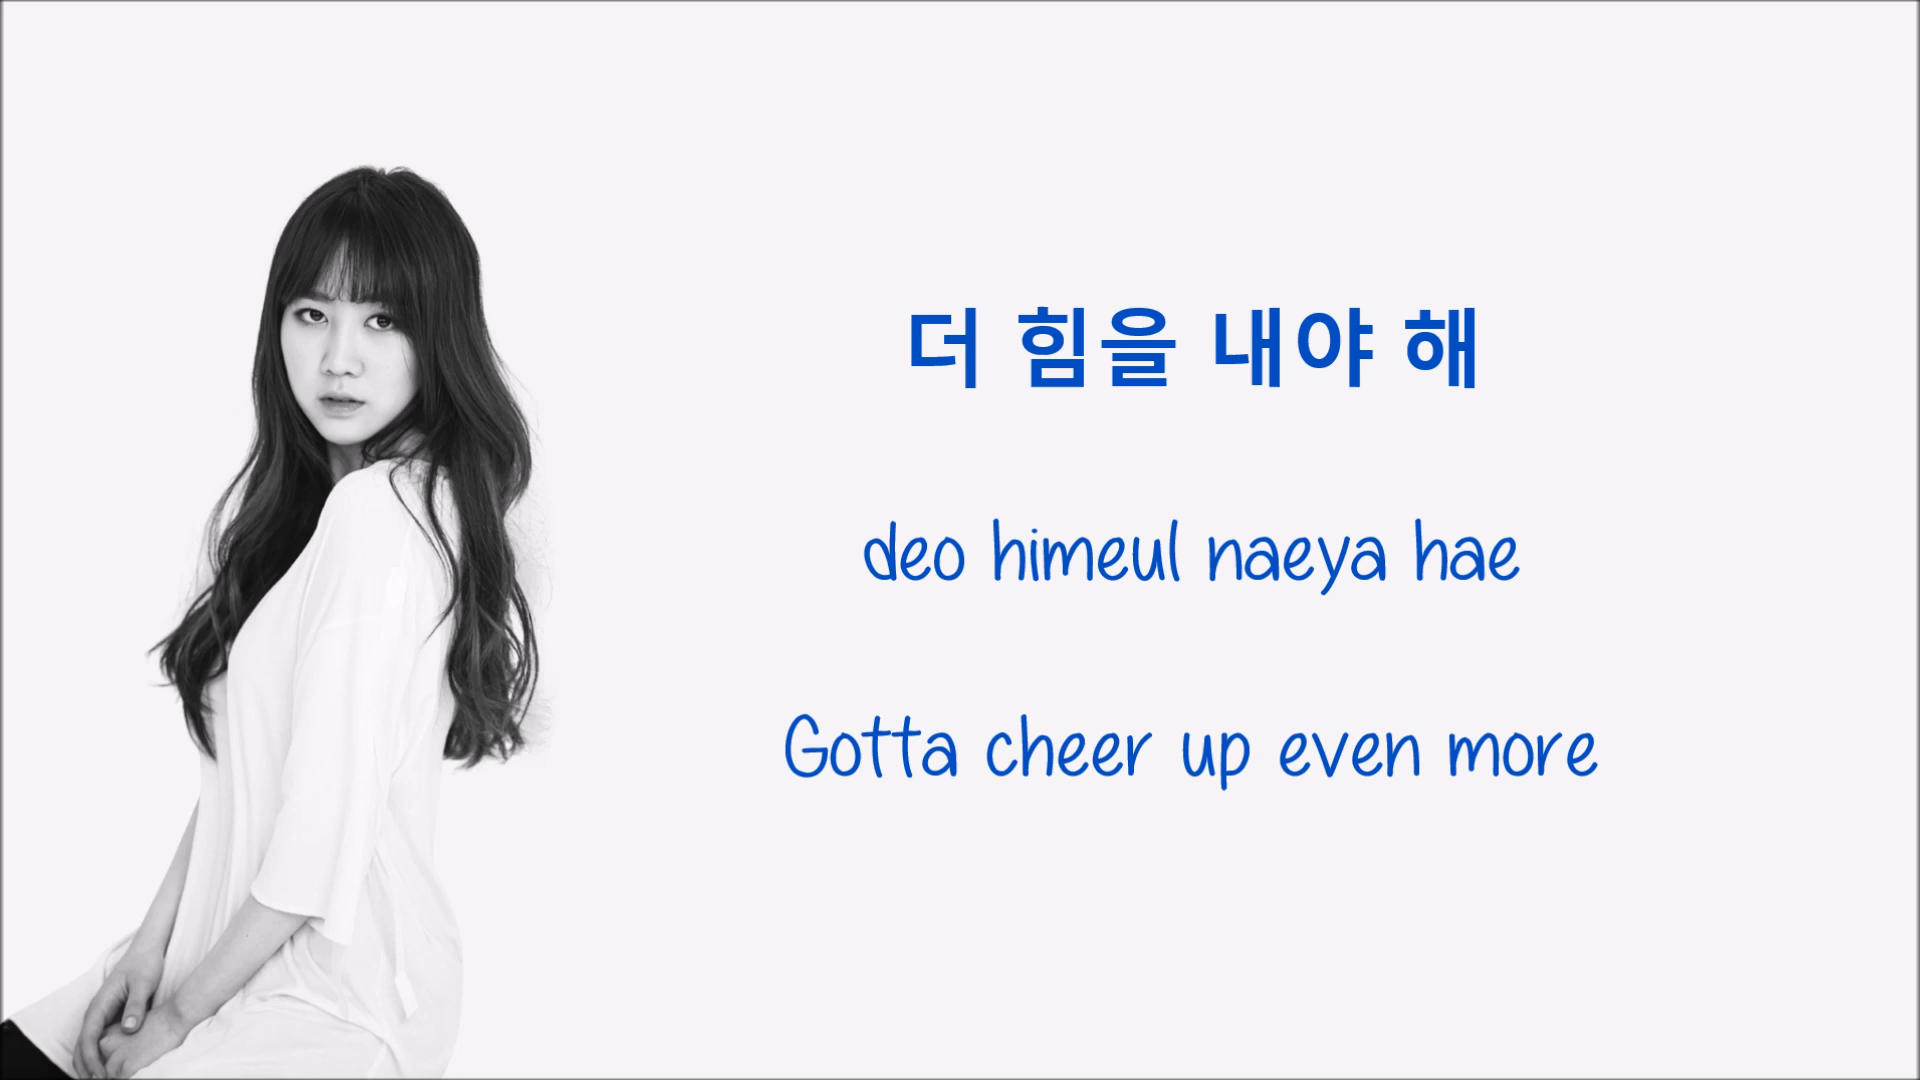 더 힘을 내야 해
deo himeul naeya hae
Gotta cheer up even more